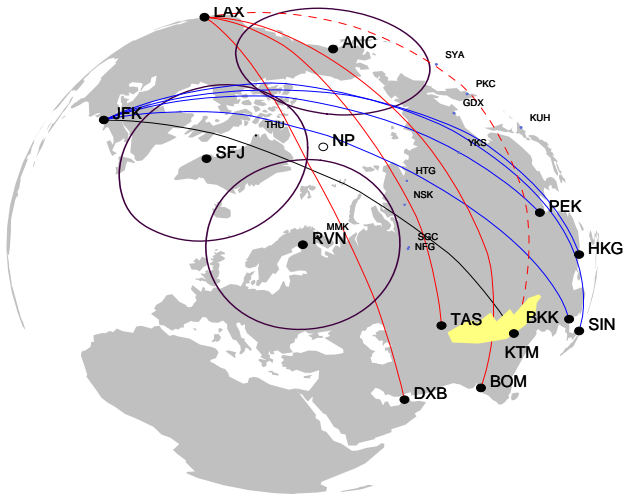 LAX
ANC
SYA
PKC
GDX
JFK
KUH
THU
NP
YKS
SFJ
HTG
NSK
PEK
MMK
RVN
SGC
NFG
HKG
TAS
BKK
SIN
KTM
BOM
DXB